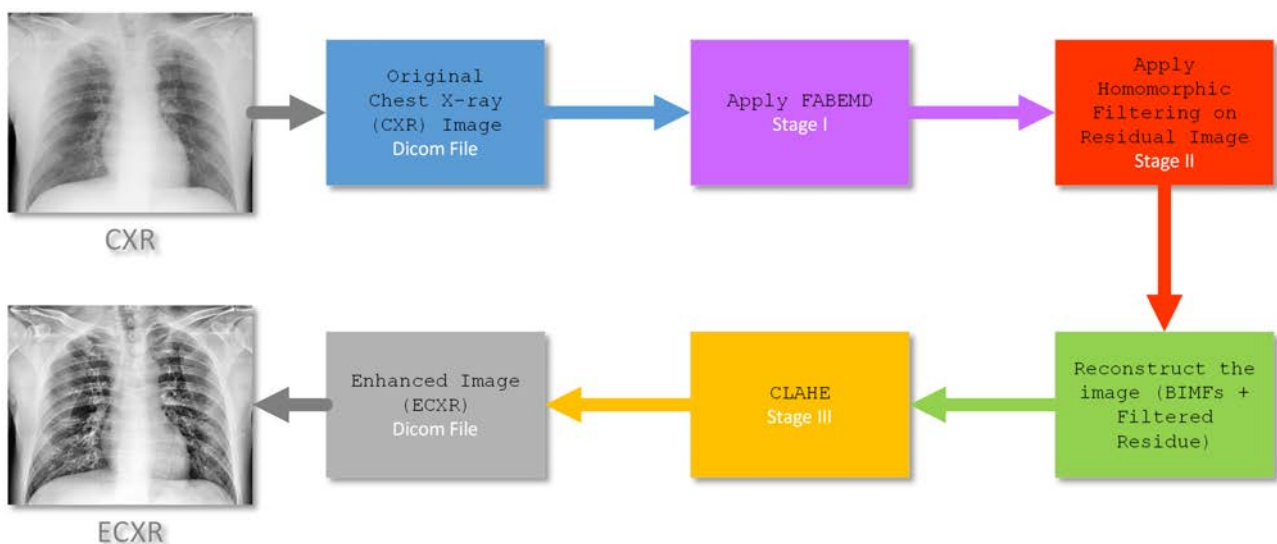 CXR
Original
Chest X-ray
(CXR) Image
Dicom File
Apply FABEMD
Stage I
Apply
Homomorphic
Filtering on
Residual Image
Stage II
Reconstruct the
image (BIMFs +
Filtered
Residue)
CLAHE
Stage III
Enhanced Image
(ECXR)
Dicom File
ECXR